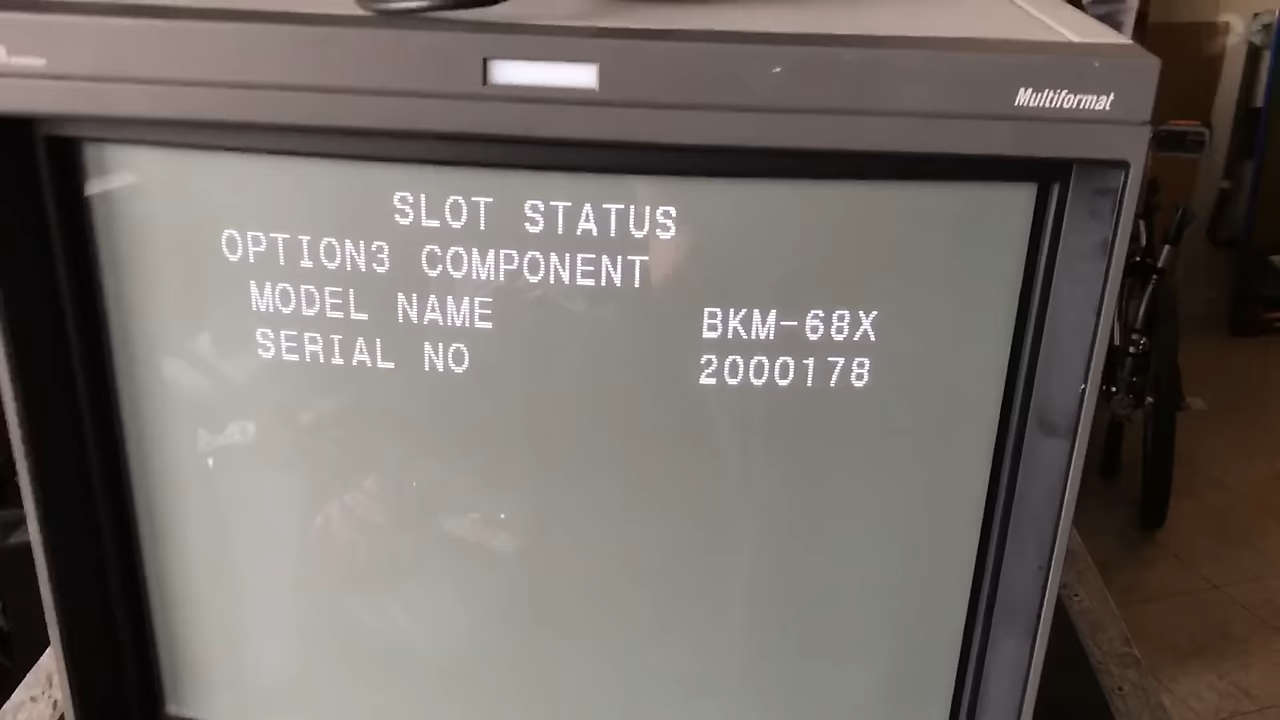 Multiformat
SLOT STATUS
OPTION3 COMPONENT
MODEL NAME BKM-68X
SERIAL NO 2000178